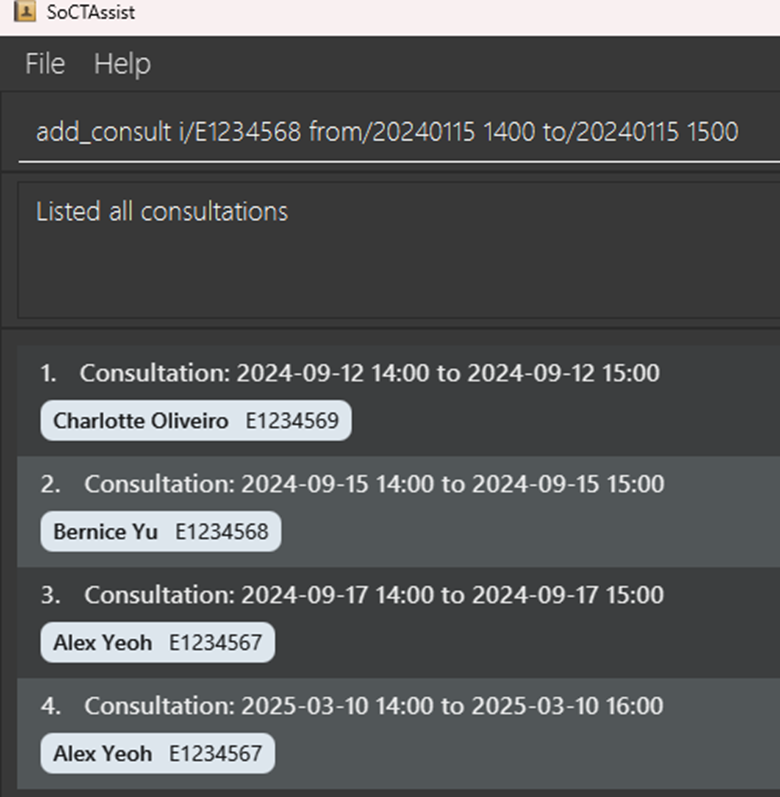 SoCTAssist
File Help
add_consult i/E1234568 from/20240115 1400 to/20240115 1500
Listed all consultations
1. Consultation: 2024-09-12 14:00 to 2024-09-12 15:00
Charlotte Oliveiro E1234569
2. Consultation: 2024-09-15 14:00 to 2024-09-15 15:00
Bernice Yu E1234568
3. Consultation: 2024-09-17 14:00 to 2024-09-17 15:00
Alex Yeoh E1234567
4. Consultation: 2025-03-10 14:00 to 2025-03-10 16:00
Alex Yeoh E1234567